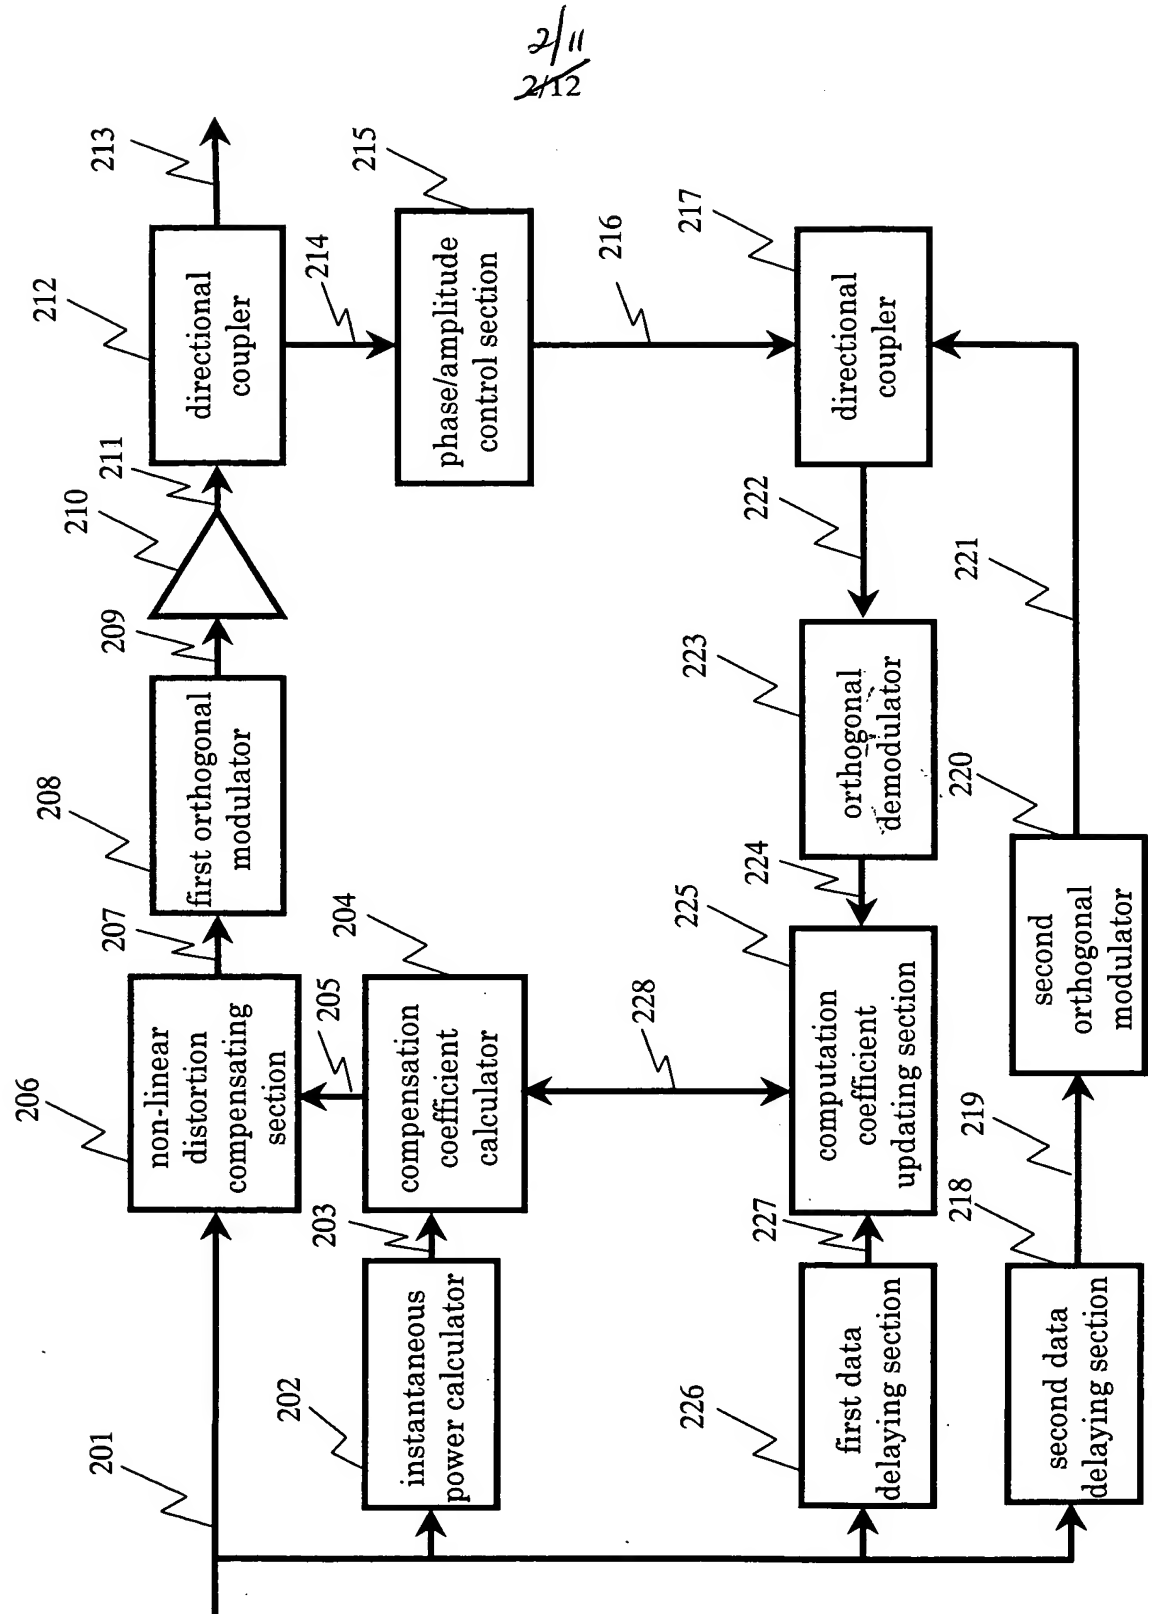 2/11
2/12
201
202
instantaneous
power calculator
203
204
compensation
coefficient
calculator
205
206
non-linear
distortion
compensating
section
207
208
first orthogonal
modulator
209
210
211
212
directional
coupler
213
214
215
phase/amplitude
control section
216
217
directional
coupler
218
second data
delaying section
219
220
second
orthogonal
modulator
221
222
223
orthogonal
demodulator
224
225
computation
coefficient
updating section
226
first data
delaying section
227
228